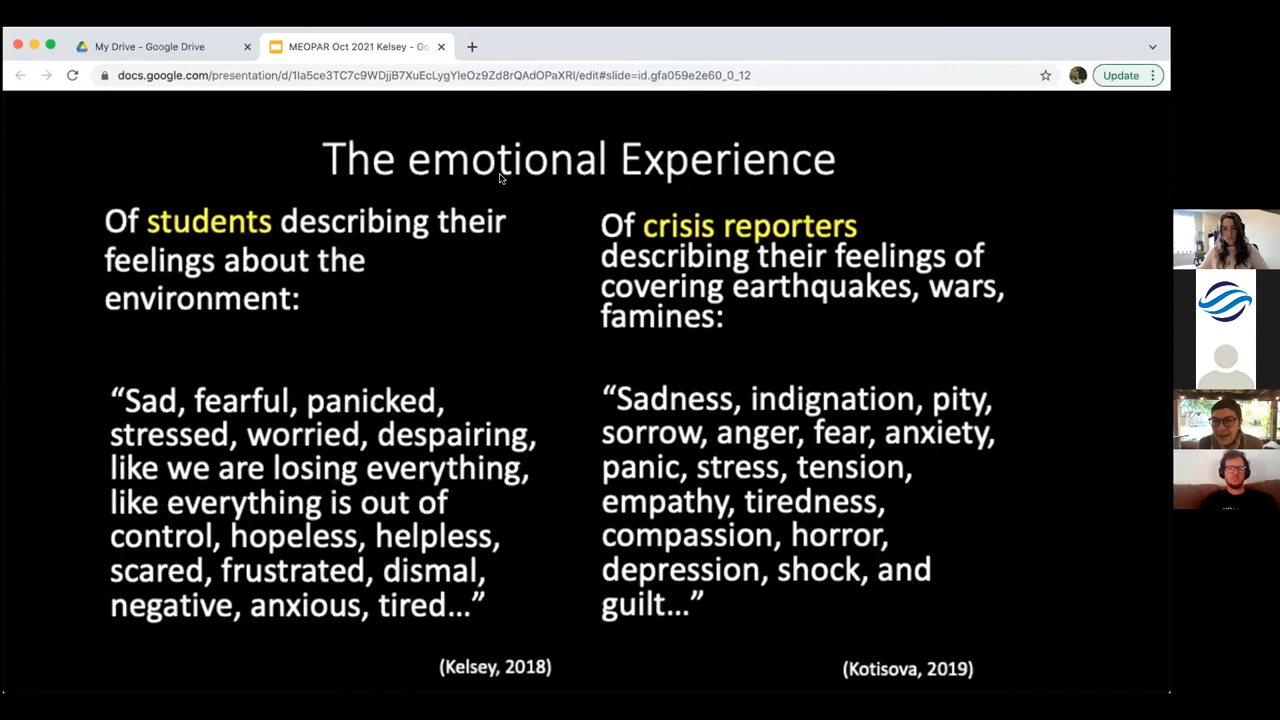 My Drive - Google Drive
MEOPAR Oct 2021 Kelsey - Go
docs.google.com/presentation/d/1Ia5ce3TC7c9WDjjB7XuEcLygYleOz9Zd8rQAdOPaXRI/edit#slide=id.gfa059e2e60_0_12
Update
The emotional Experience
Of students describing their
feelings about the
environment:
“Sad, fearful, panicked,
stressed, worried, despairing,
like we are losing everything,
like everything is out of
control, hopeless, helpless,
scared, frustrated, dismal,
negative, anxious, tired…”
(Kelsey, 2018)
Of crisis reporters
describing their feelings of
covering earthquakes, wars,
famines:
“Sadness, indignation, pity,
sorrow, anger, fear, anxiety,
panic, stress, tension,
empathy, tiredness,
compassion, horror,
depression, shock, and
guilt…”
(Kotisova, 2019)